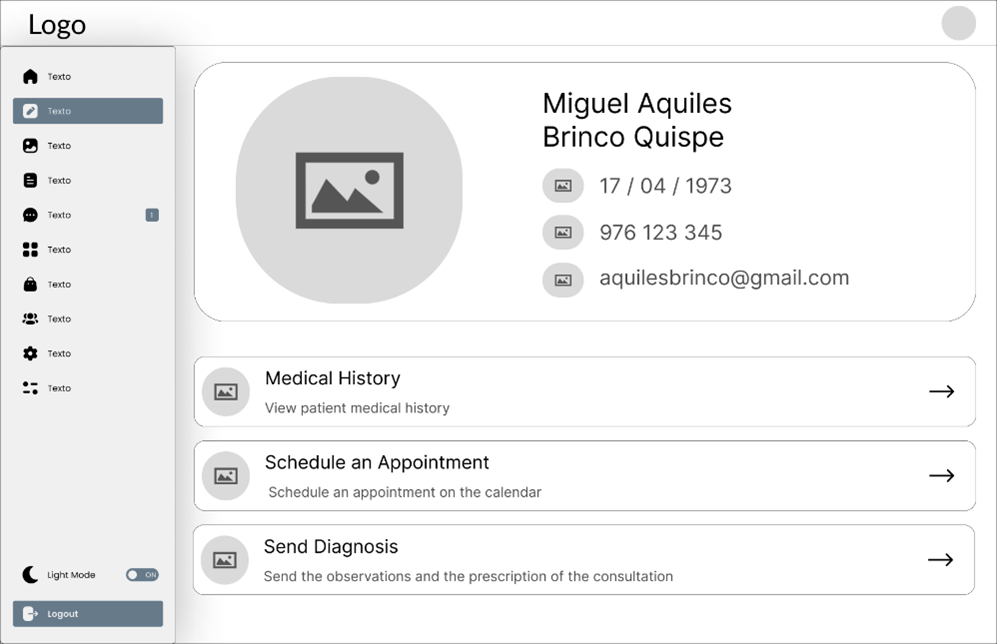 Logo
Texto
Texto
Texto
Texto
Texto 1
Texto
Texto
Texto
Texto
Texto
Light Mode ON
Logout
Miguel Aquiles
Brinco Quispe
17 / 04 / 1973
976 123 345
aquilesbrinco@gmail.com
Medical History
View patient medical history
Schedule an Appointment
Schedule an appointment on the calendar
Send Diagnosis
Send the observations and the prescription of the consultation